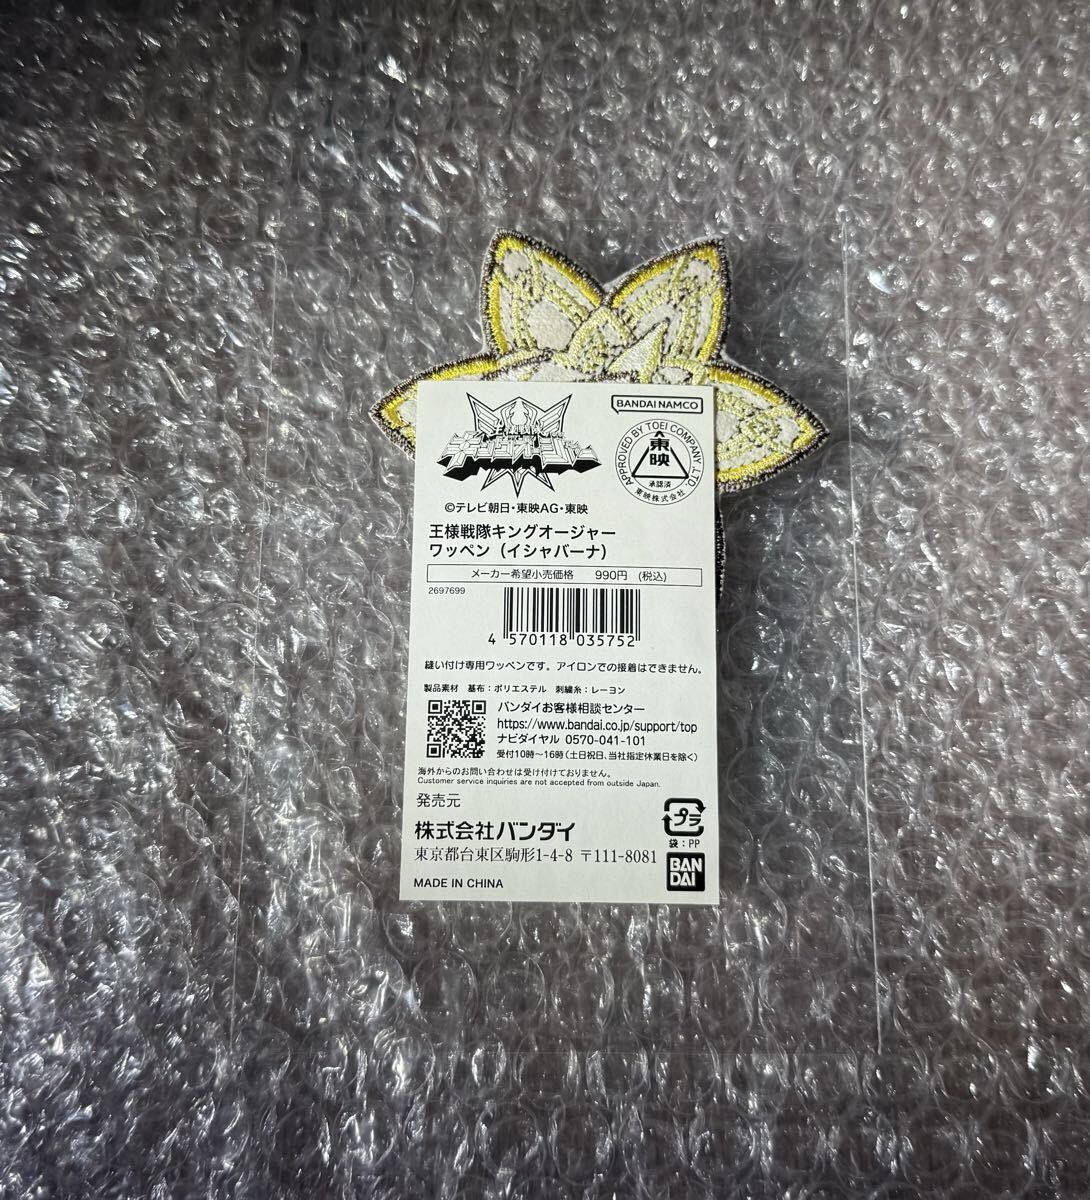 キングオージャー
BANDAI NAMCO
APPROVED BY TOEI COMPANY, LTD.
東映
承認済
東映株式会社
©テレビ朝日・東映AG・東映
王様戦隊キングオージャー
ワッペン（イシャバーナ）
メーカー希望小売価格 990円 (税込)
2697699
4 570118 035752
縫い付け専用ワッペンです。アイロンでの接着はできません。
製品素材 基布：ポリエステル 刺繍糸：レーヨン
バンダイお客様相談センター
https://www.bandai.co.jp/support/top
ナビダイヤル 0570-041-101
受付10時～16時（土日祝日、当社指定休業日を除く）
海外からのお問い合わせは受け付けておりません。
Customer service inquiries are not accepted from outside Japan.
発売元
株式会社バンダイ
東京都台東区駒形1-4-8 〒111-8081
MADE IN CHINA
プラ
袋：PP
BAN
DAI